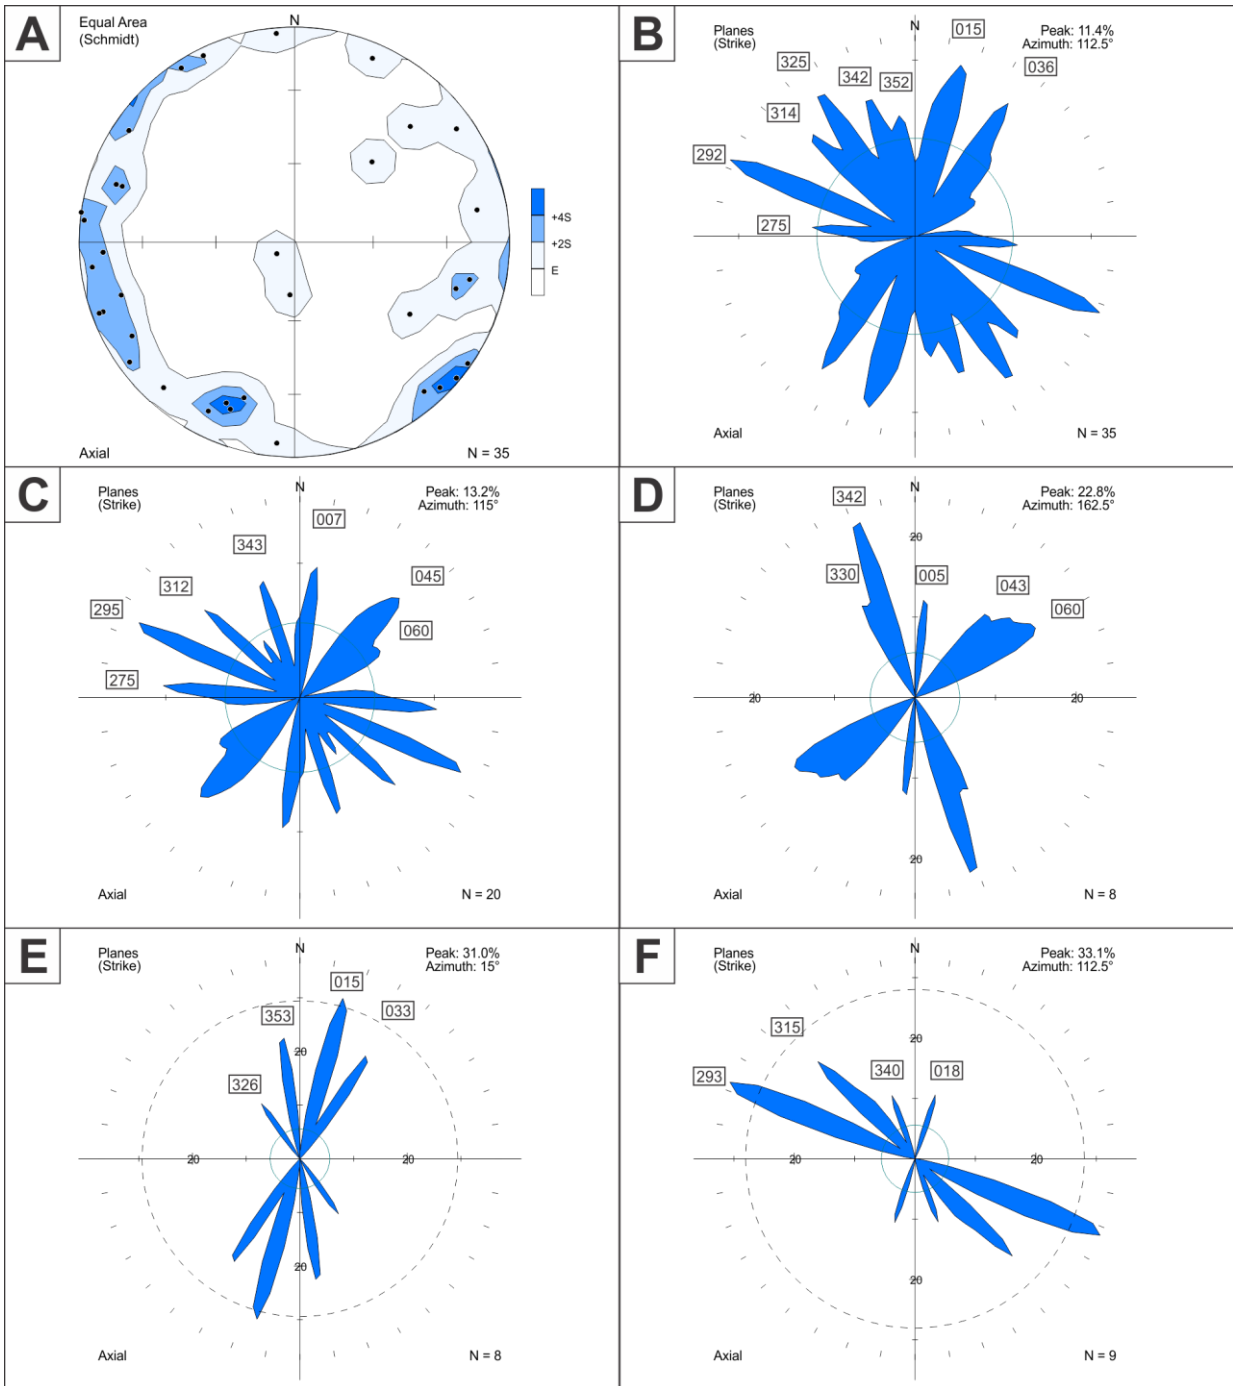 A
Equal Area
(Schmidt)
N
+4S
+2S
E
Axial
N = 35
B
Planes
(Strike)
N
Peak: 11.4%
Azimuth: 112.5°
015
036
325
342
352
314
292
275
Axial
N = 35
C
Planes
(Strike)
N
Peak: 13.2%
Azimuth: 115°
007
343
045
312
295
060
275
Axial
N = 20
D
Planes
(Strike)
N
Peak: 22.8%
Azimuth: 162.5°
342
20
330
005
043
060
20
20
20
Axial
N = 8
E
Planes
(Strike)
N
Peak: 31.0%
Azimuth: 15°
015
353
033
20
326
20
20
20
Axial
N = 8
F
Planes
(Strike)
N
Peak: 33.1%
Azimuth: 112.5°
315
20
293
340
018
20
20
20
Axial
N = 9